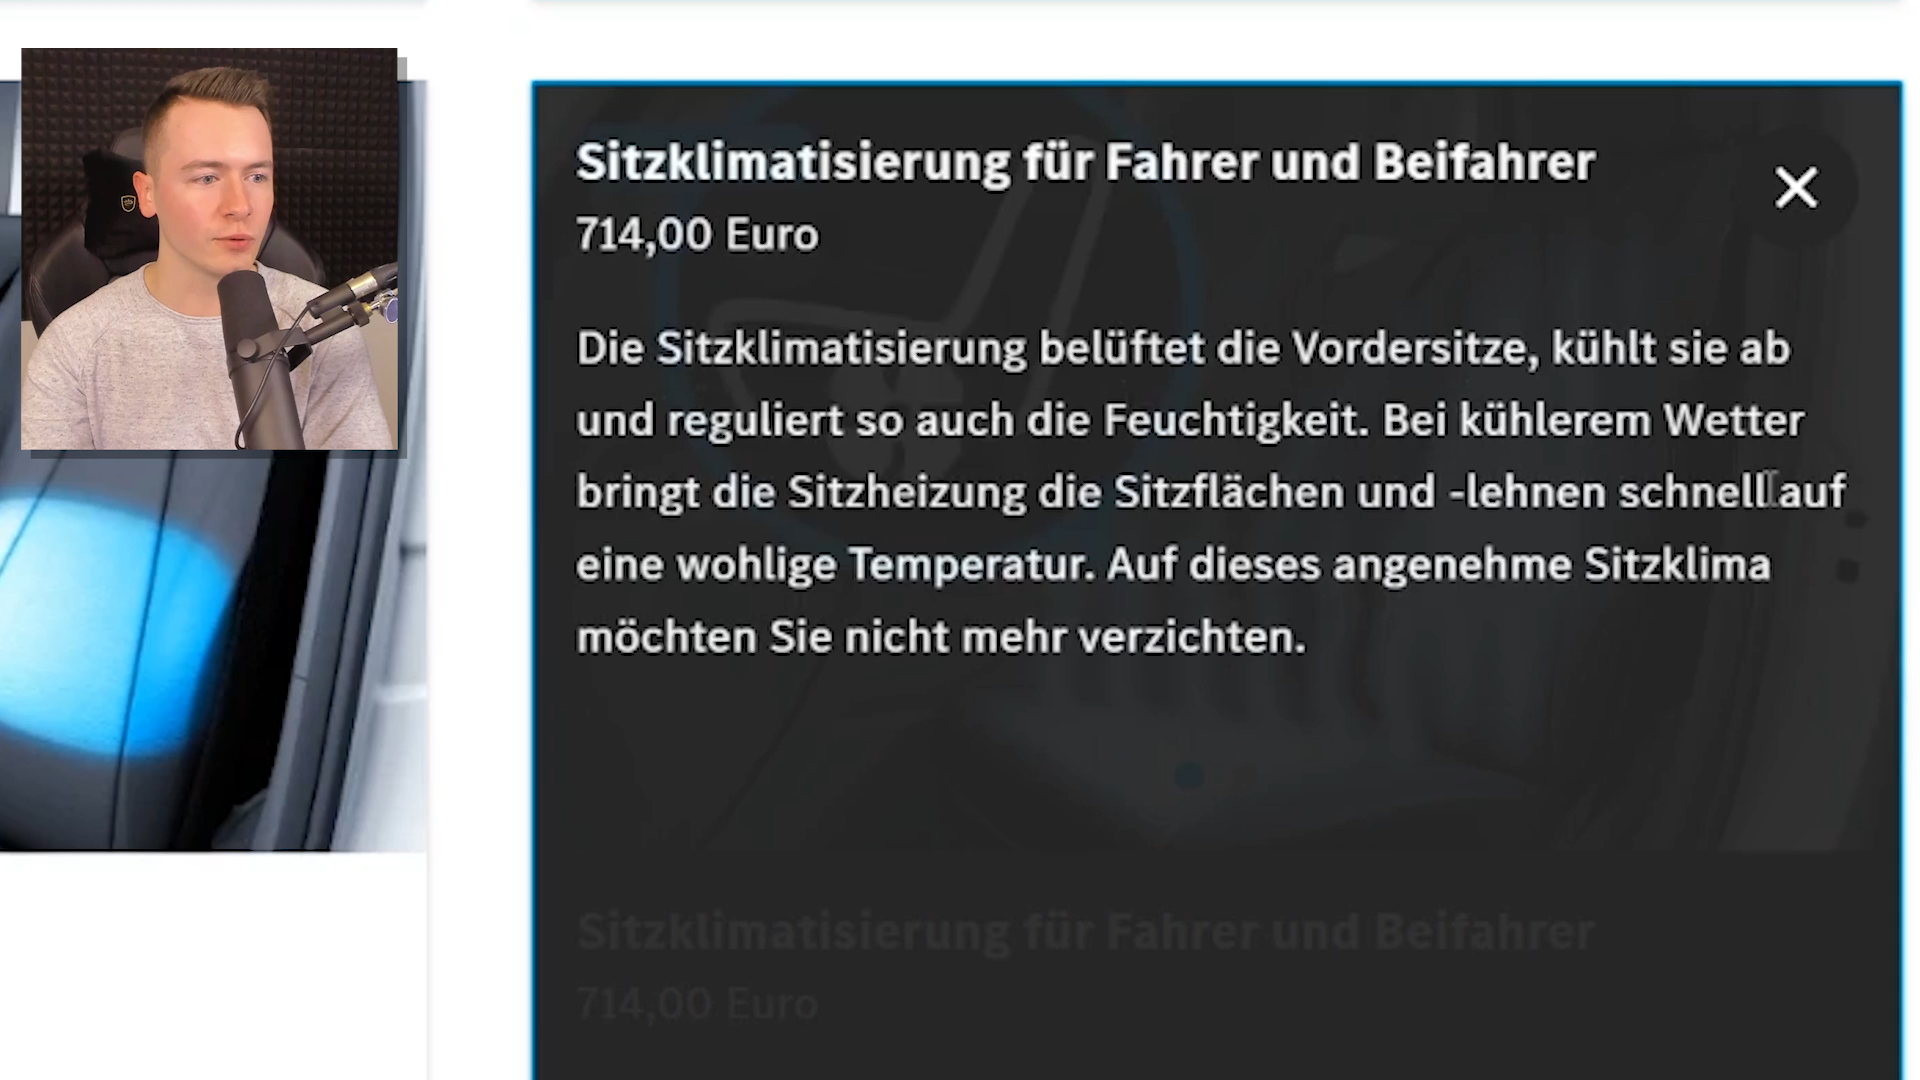 Sitzklimatisierung für Fahrer und Beifahrer
714,00 Euro
Die Sitzklimatisierung belüftet die Vordersitze, kühlt sie ab
und reguliert so auch die Feuchtigkeit. Bei kühlerem Wetter
bringt die Sitzheizung die Sitzflächen und -lehnen schnell auf
eine wohlige Temperatur. Auf dieses angenehme Sitzklima
möchten Sie nicht mehr verzichten.
Sitzklimatisierung für Fahrer und Beifahrer
714,00 Euro